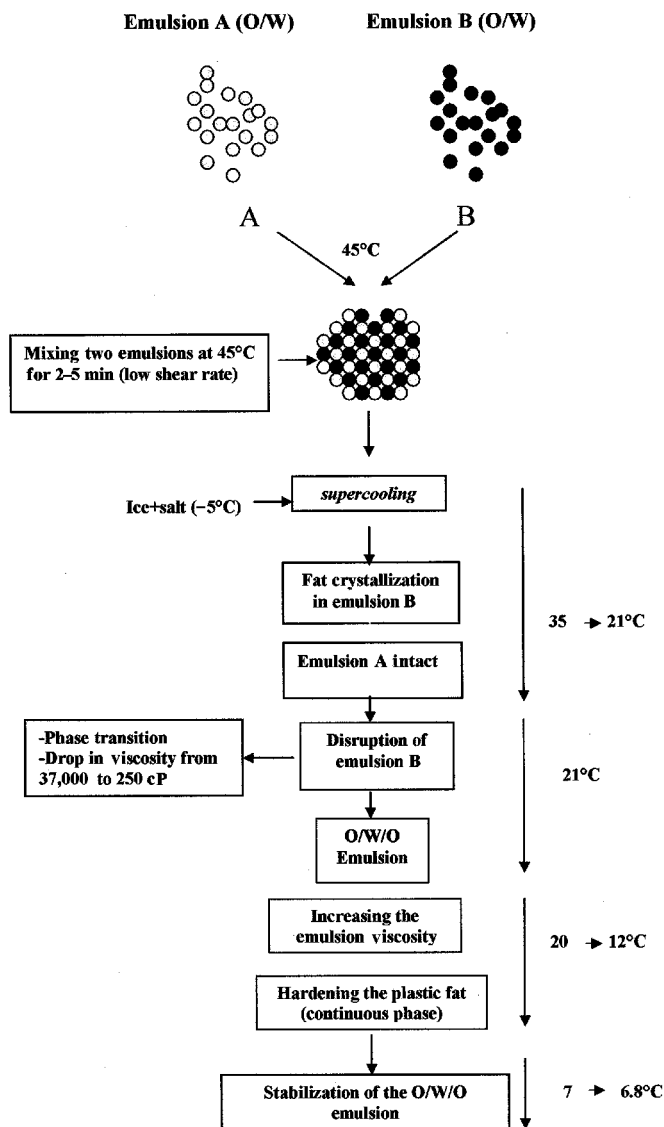 Emulsion A (O/W)
Emulsion B (O/W)
A
B
45°C
Mixing two emulsions at 45°C
for 2–5 min (low shear rate)
Ice+salt (−5°C)
supercooling
Fat crystallization
in emulsion B
35 → 21°C
Emulsion A intact
-Phase transition
-Drop in viscosity from
37,000 to 250 cP
Disruption of
emulsion B
21°C
O/W/O
Emulsion
Increasing the
emulsion viscosity
20 → 12°C
Hardening the plastic fat
(continuous phase)
Stabilization of the O/W/O
emulsion
7 → 6.8°C